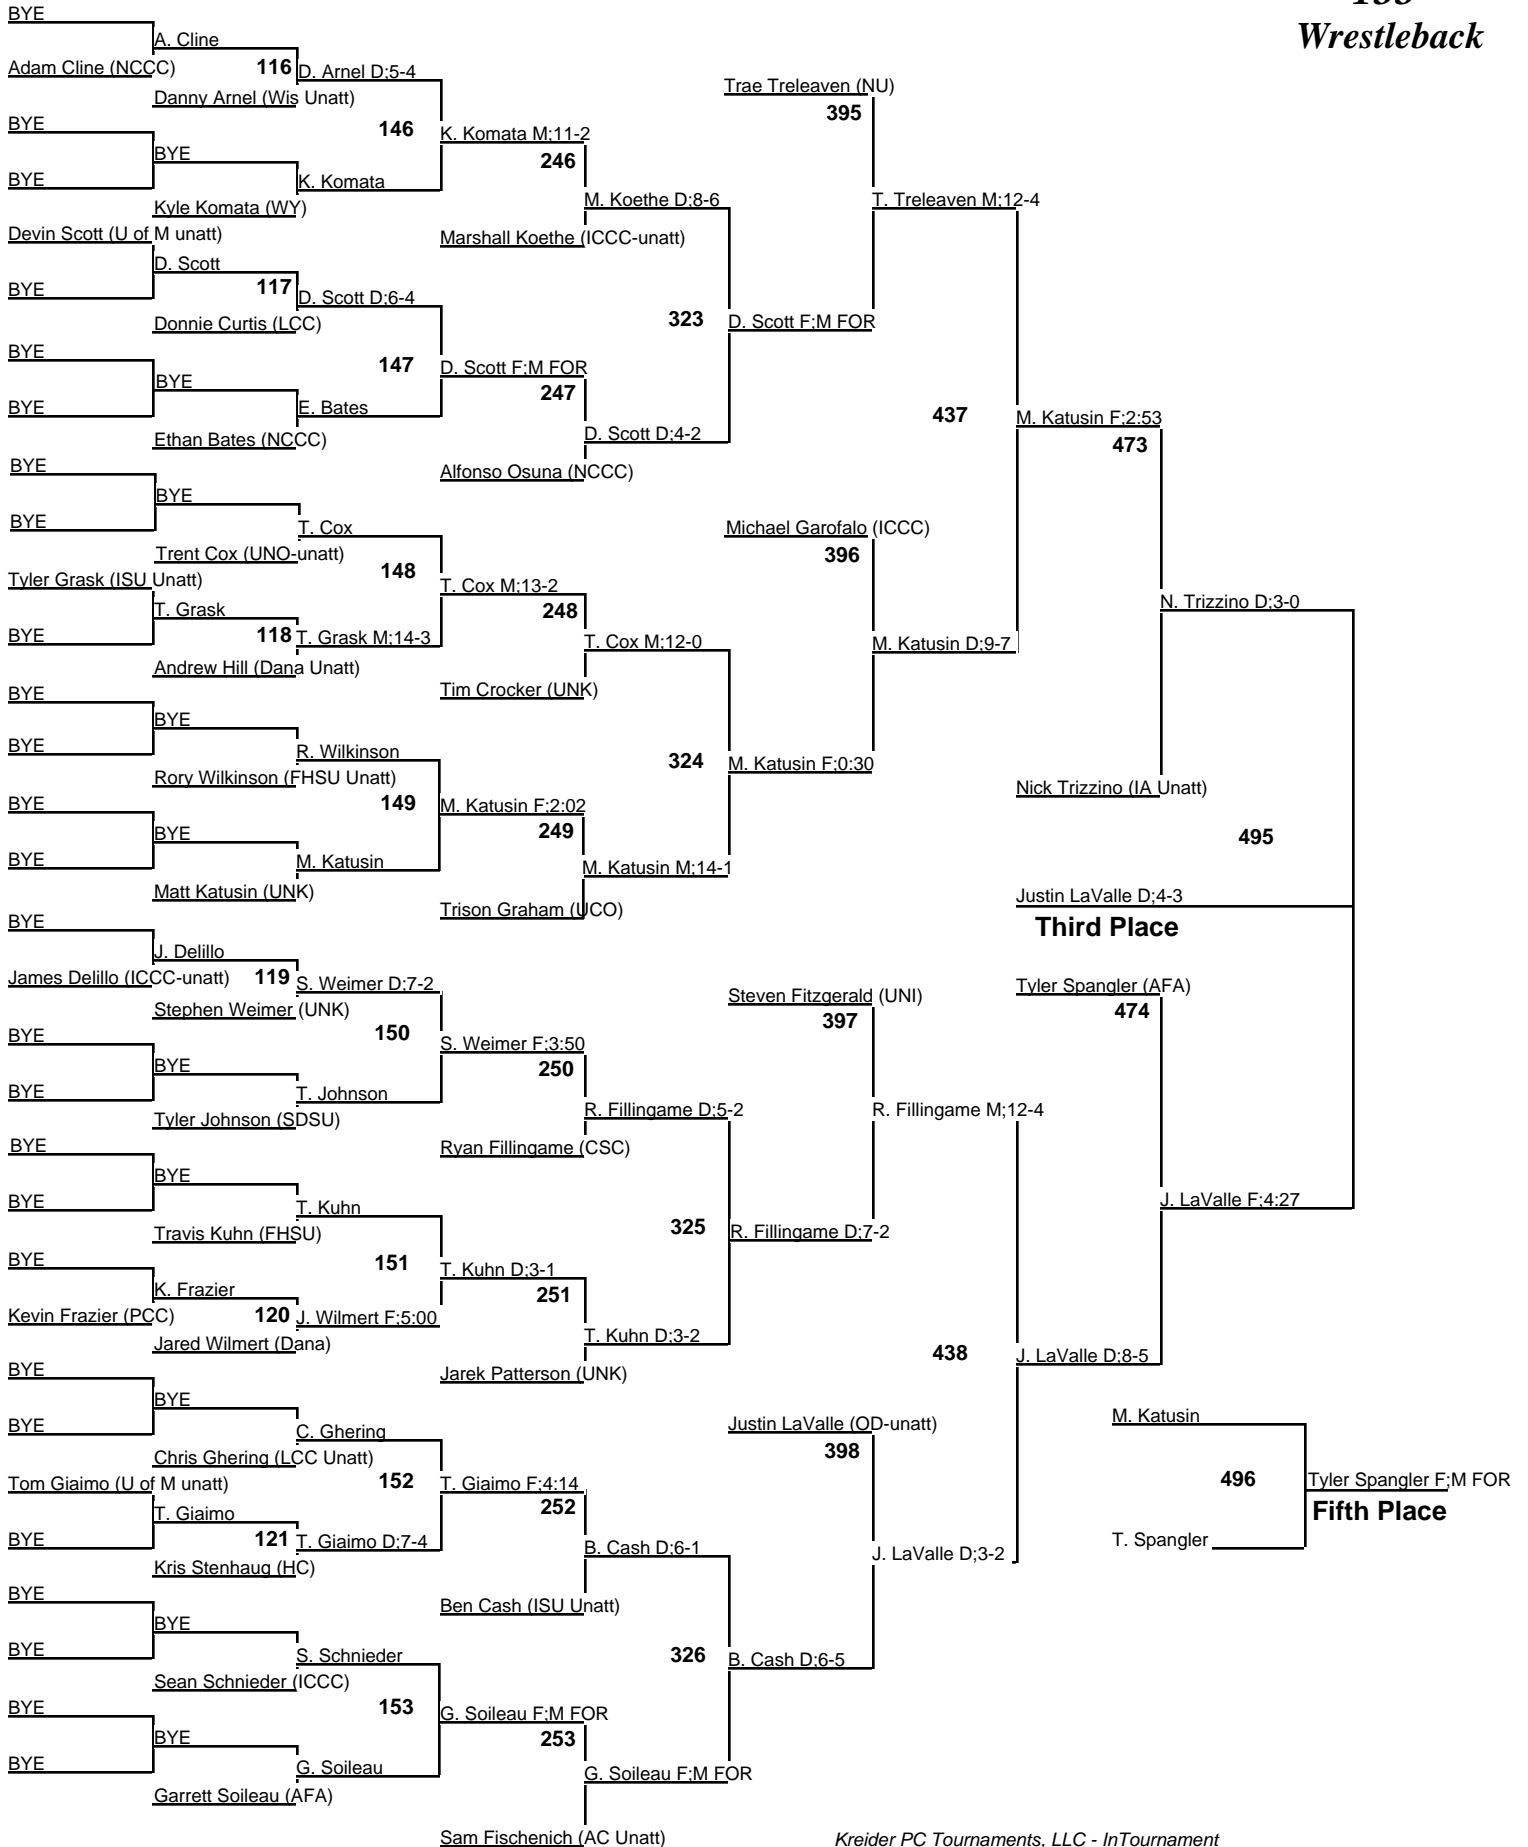 Wrestleback
BYE
A. Cline
Adam Cline (NCCC)
116
D. Arnel D;5-4
Danny Arnel (Wis Unatt)
Trae Treleaven (NU)
395
BYE
146
K. Komata M;11-2
BYE
246
BYE
K. Komata
M. Koethe D;8-6
T. Treleaven M;12-4
Kyle Komata (WY)
Devin Scott (U of M unatt)
Marshall Koethe (ICCC-unatt)
D. Scott
BYE
117
D. Scott D;6-4
Donnie Curtis (LCC)
323
D. Scott F;M FOR
BYE
147
D. Scott F;M FOR
BYE
247
BYE
E. Bates
437
M. Katusin F;2:53
Ethan Bates (NCCC)
D. Scott D;4-2
473
BYE
Alfonso Osuna (NCCC)
BYE
BYE
T. Cox
Michael Garofalo (ICCC)
Trent Cox (UNO-unatt)
396
Tyler Grask (ISU Unatt)
148
T. Cox M;13-2
T. Grask
248
N. Trizzino D;3-0
BYE
118
T. Grask M;14-3
T. Cox M;12-0
M. Katusin D;9-7
Andrew Hill (Dana Unatt)
Tim Crocker (UNK)
BYE
BYE
BYE
R. Wilkinson
324
M. Katusin F;0:30
Rory Wilkinson (FHSU Unatt)
Nick Trizzino (IA Unatt)
BYE
149
M. Katusin F;2:02
BYE
249
495
BYE
M. Katusin
M. Katusin M;14-1
Matt Katusin (UNK)
Justin LaValle D;4-3
Trison Graham (UCO)
BYE
Third Place
J. Delillo
James Delillo (ICCC-unatt)
119
S. Weimer D;7-2
Tyler Spangler (AFA)
Stephen Weimer (UNK)
Steven Fitzgerald (UNI)
474
397
BYE
150
S. Weimer F;3:50
BYE
250
BYE
T. Johnson
R. Fillingame D;5-2
R. Fillingame M;12-4
Tyler Johnson (SDSU)
BYE
Ryan Fillingame (CSC)
BYE
BYE
T. Kuhn
J. LaValle F;4:27
Travis Kuhn (FHSU)
325
R. Fillingame D;7-2
BYE
151
T. Kuhn D;3-1
K. Frazier
251
Kevin Frazier (PCC)
120
J. Wilmert F;5:00
Jared Wilmert (Dana)
T. Kuhn D;3-2
438
J. LaValle D;8-5
BYE
Jarek Patterson (UNK)
BYE
BYE
C. Ghering
Justin LaValle (OD-unatt)
M. Katusin
Chris Ghering (LCC Unatt)
398
Tom Giaimo (U of M unatt)
152
T. Giaimo F;4:14
496
Tyler Spangler F;M FOR
T. Giaimo
252
Fifth Place
BYE
121
T. Giaimo D;7-4
B. Cash D;6-1
J. LaValle D;3-2
T. Spangler
Kris Stenhaug (HC)
BYE
Ben Cash (ISU Unatt)
BYE
BYE
S. Schnieder
326
B. Cash D;6-5
Sean Schnieder (ICCC)
BYE
153
G. Soileau F;M FOR
BYE
253
BYE
G. Soileau
G. Soileau F;M FOR
Garrett Soileau (AFA)
Sam Fischenich (AC Unatt)
Kreider PC Tournaments, LLC - InTournament